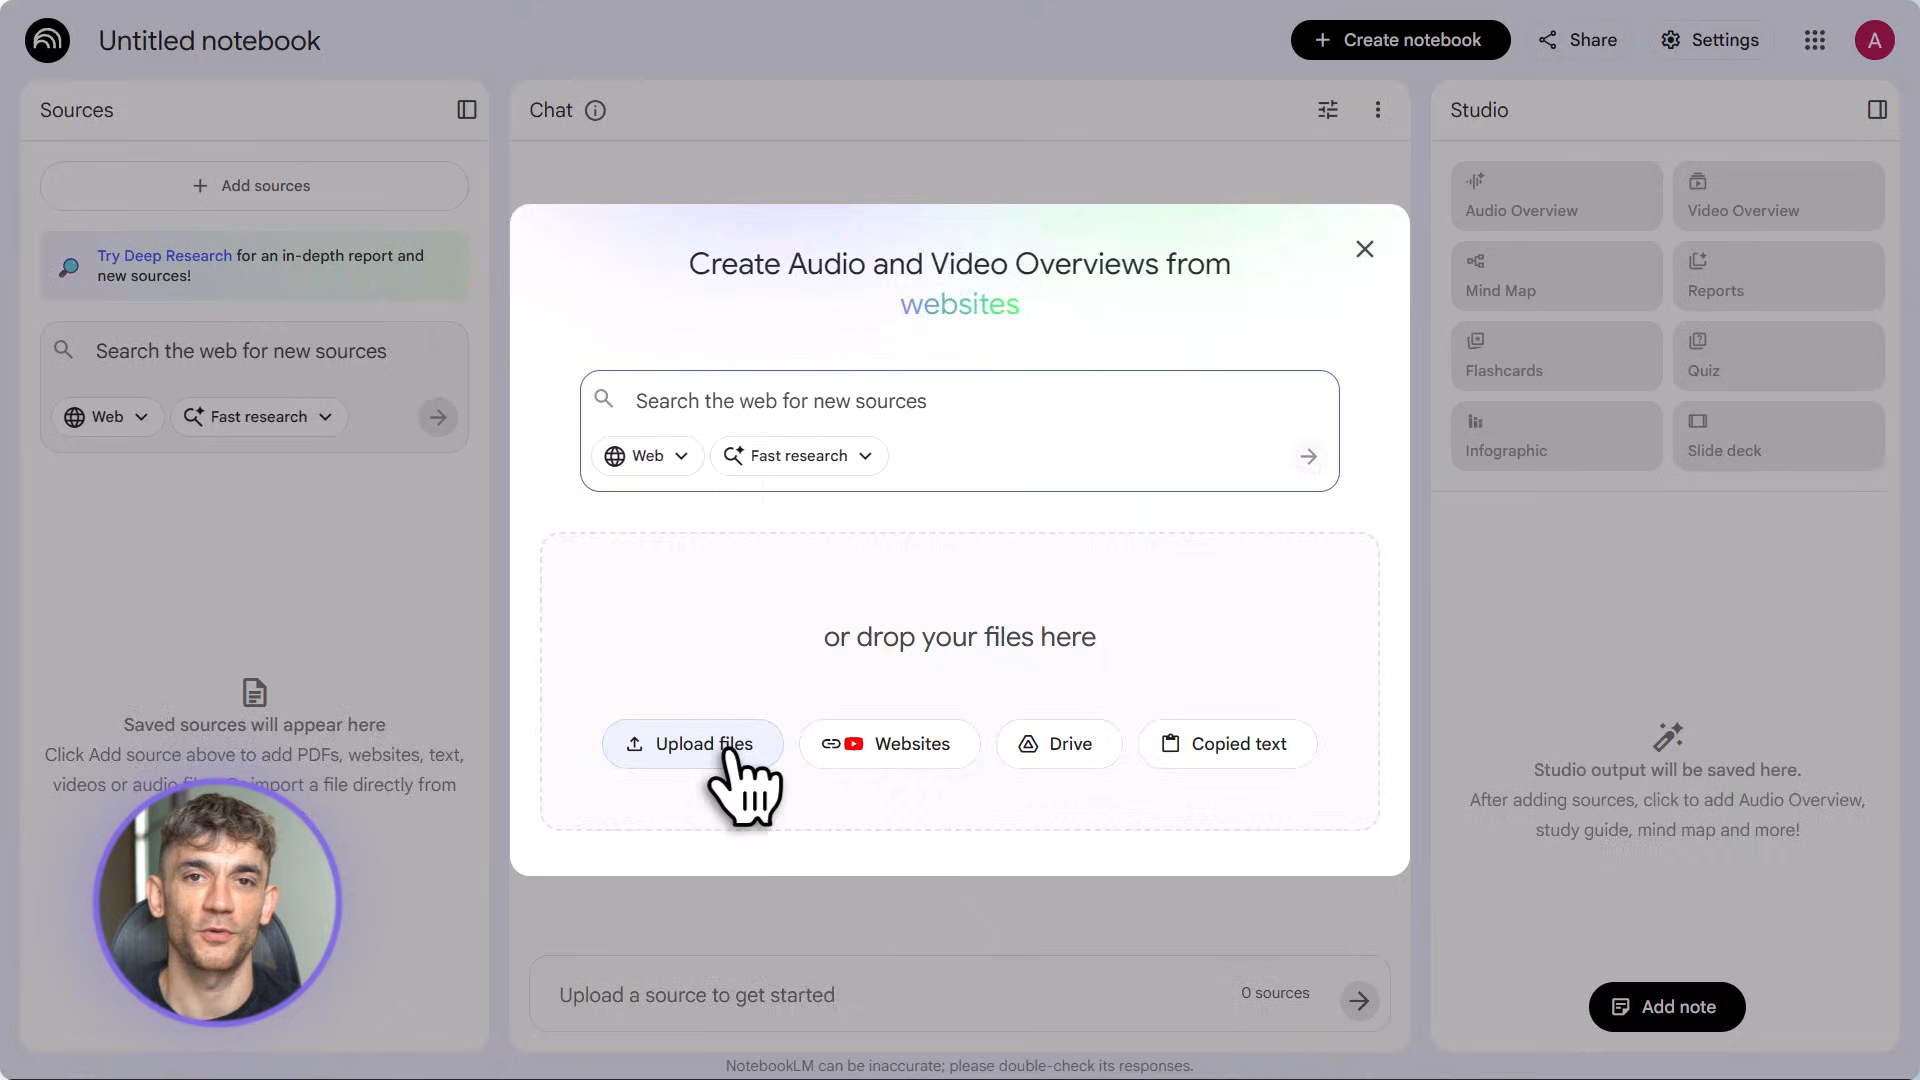 Untitled notebook
Create notebook
Share
Settings
A
Sources
Add sources
Try Deep Research for an in-depth report and
new sources!
Search the web for new sources
Web
Fast research
Saved sources will appear here
Click Add source above to add PDFs, websites, text,
videos or audio import a file directly from
Chat
Create Audio and Video Overviews from
websites
Search the web for new sources
Web
Fast research
or drop your files here
Upload files
Websites
Drive
Copied text
Upload a source to get started
0 sources
NotebookLM can be inaccurate; please double-check its responses.
Studio
Audio Overview
Video Overview
Mind Map
Reports
Flashcards
Quiz
Infographic
Slide deck
Studio output will be saved here.
After adding sources, click to add Audio Overview,
study guide, mind map and more!
Add note